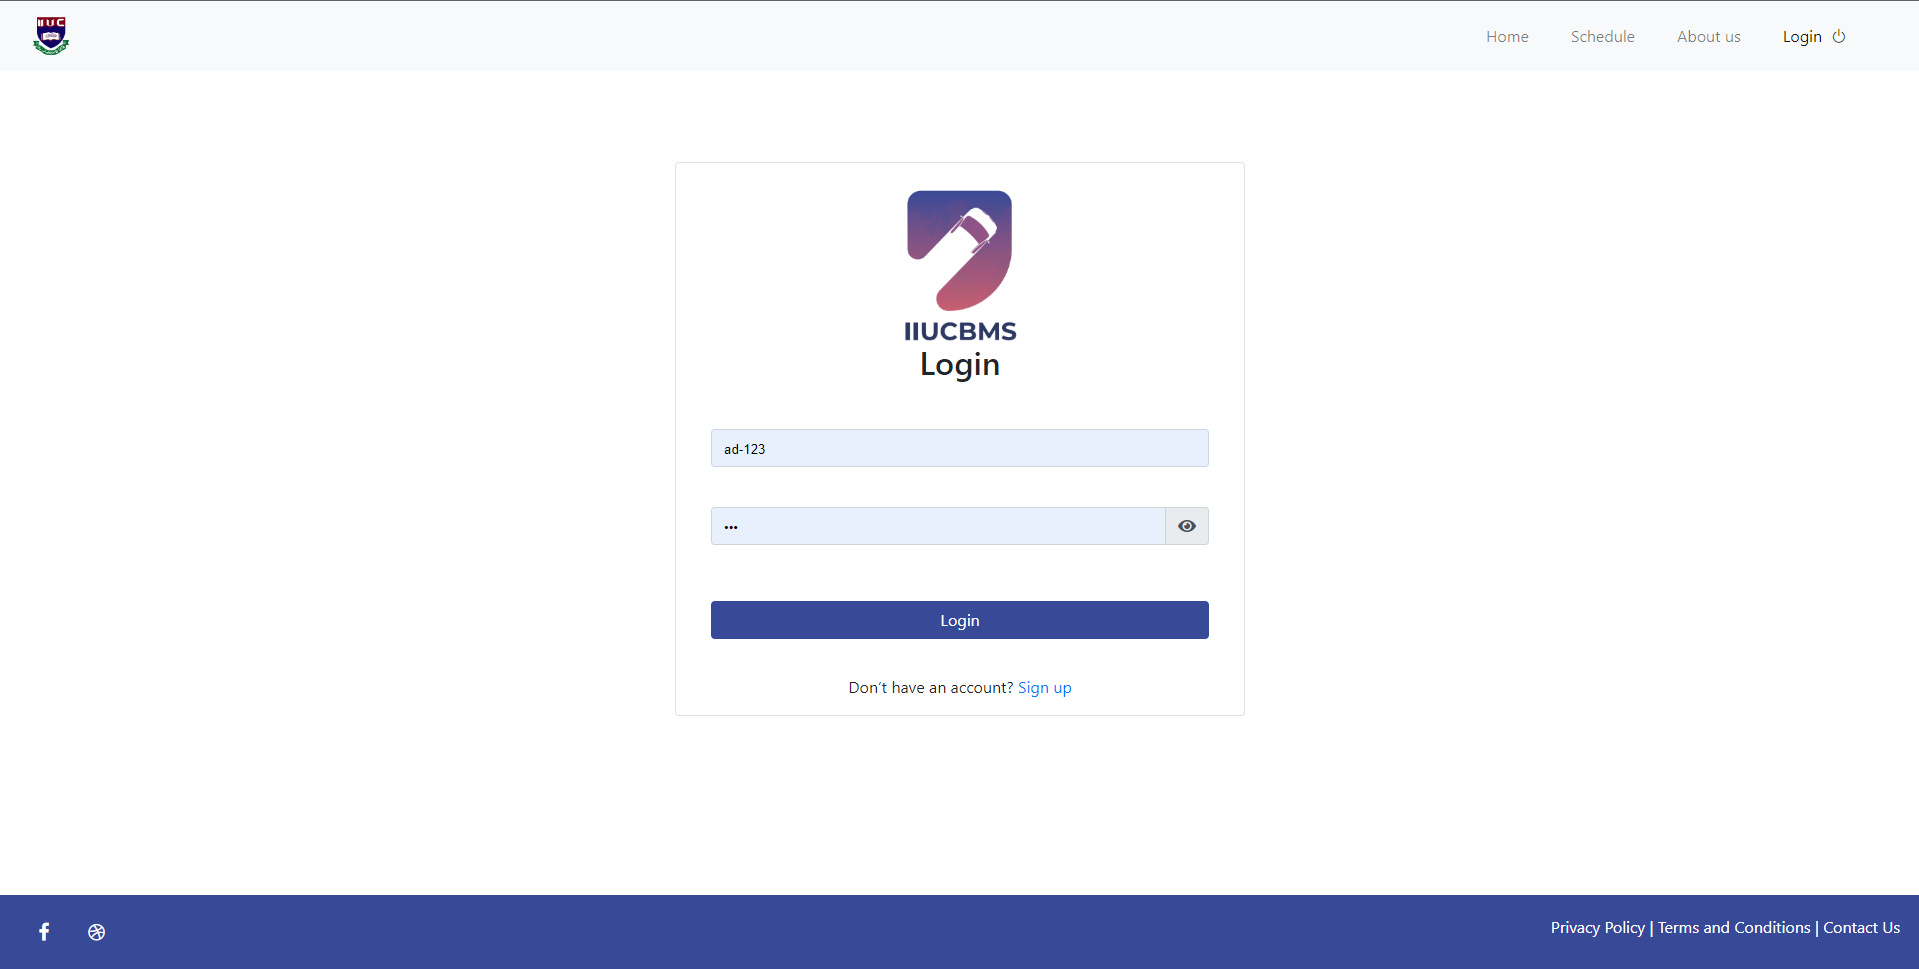 IIUC
Home Schedule About us Login
IIUCBMS
Login
ad-123
•••
Login
Don't have an account? Sign up
Privacy Policy | Terms and Conditions | Contact Us